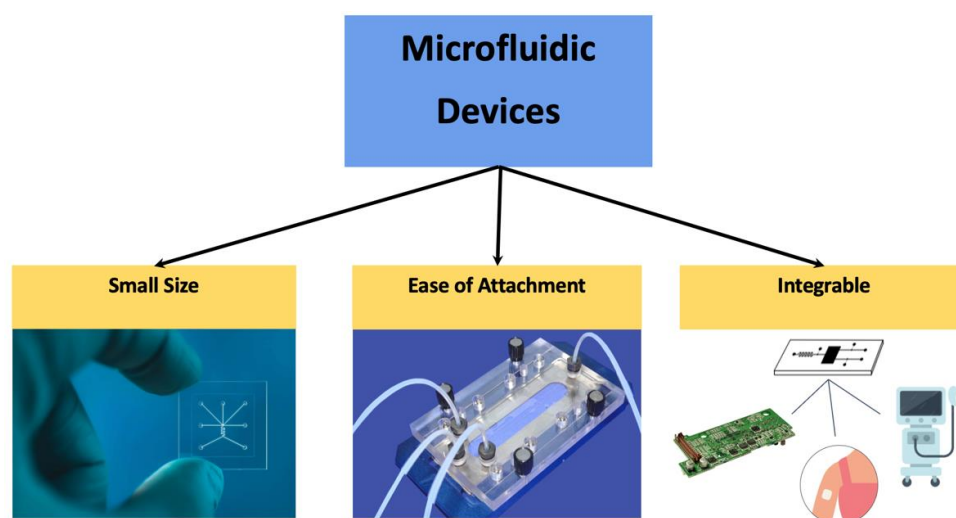 Microfluidic
Devices
Small Size
Ease of Attachment
Integrable